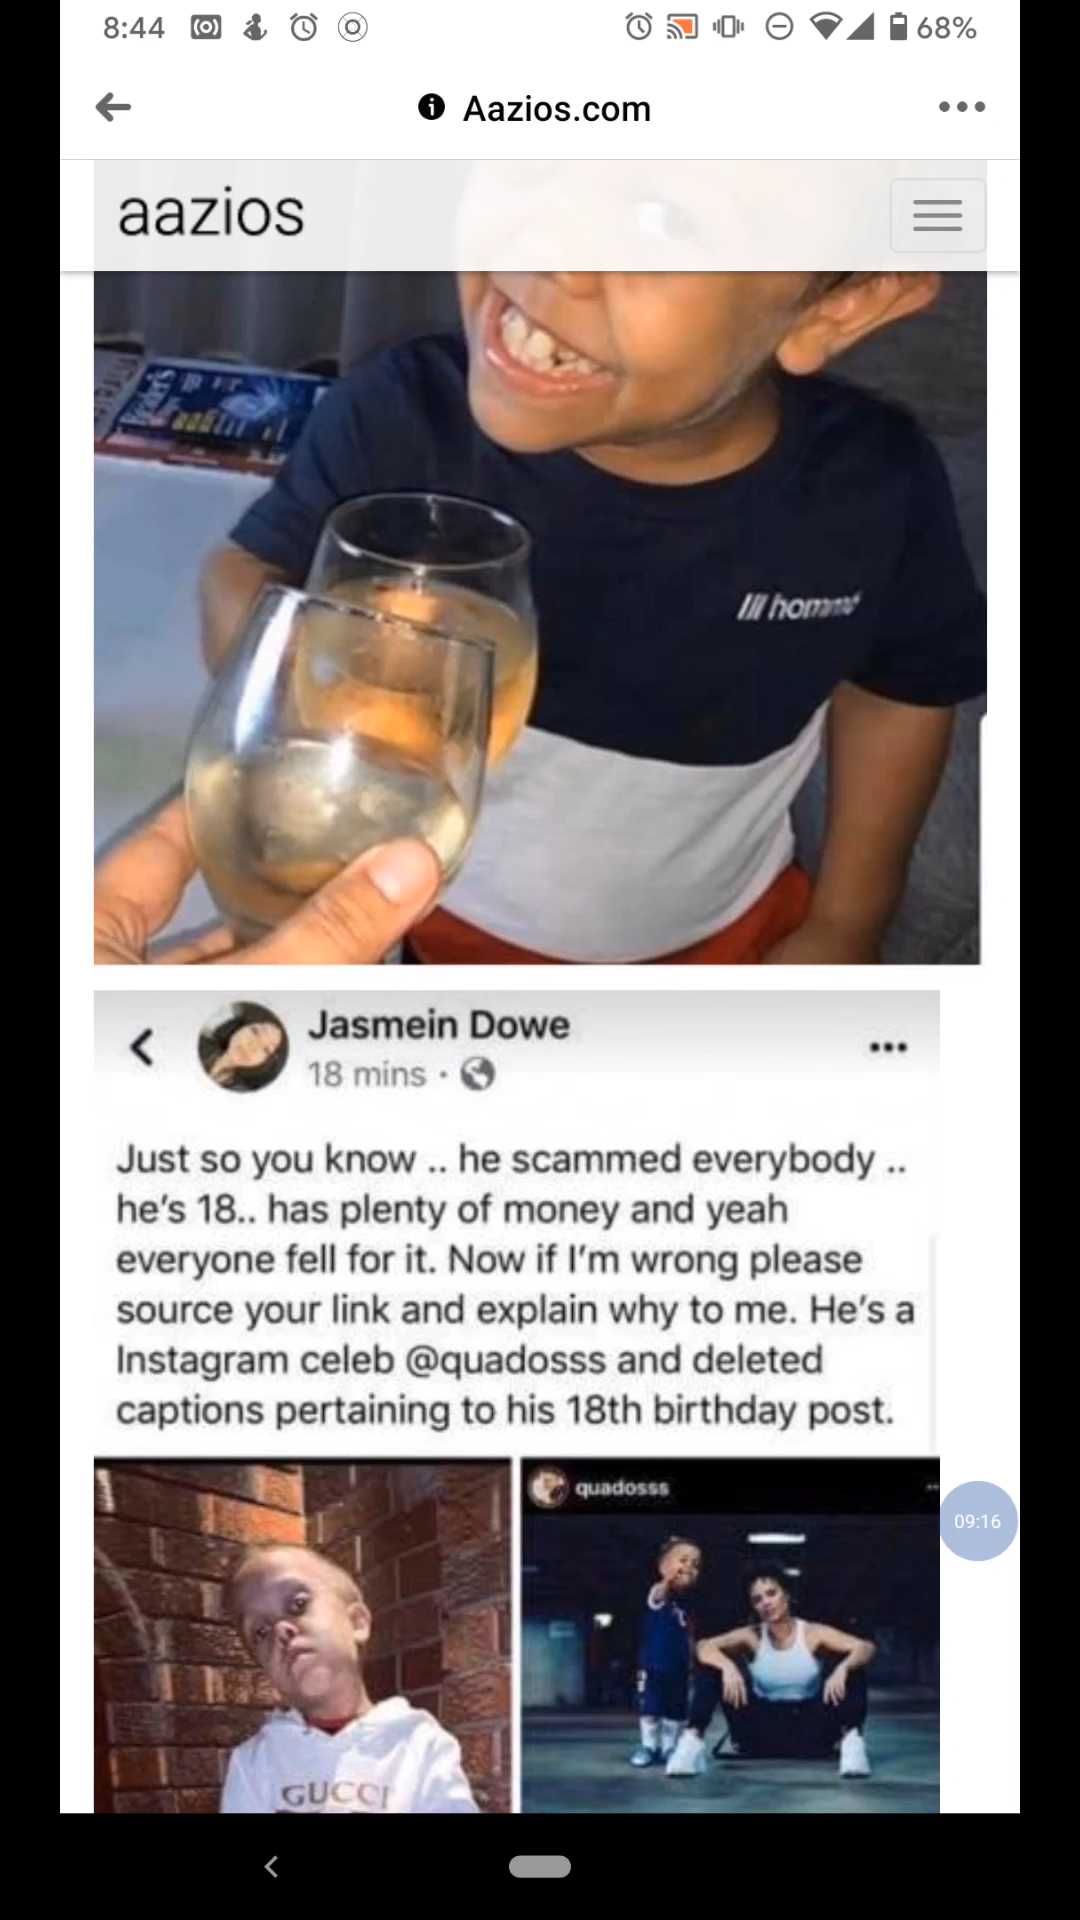 8:44
68%
Aazios.com
aazios
Reader's
hommé
Jasmein Dowe
18 mins
Just so you know .. he scammed everybody ..
he's 18.. has plenty of money and yeah
everyone fell for it. Now if I'm wrong please
source your link and explain why to me. He's a
Instagram celeb @quadosss and deleted
captions pertaining to his 18th birthday post.
quadosss
09:16
GUCCI